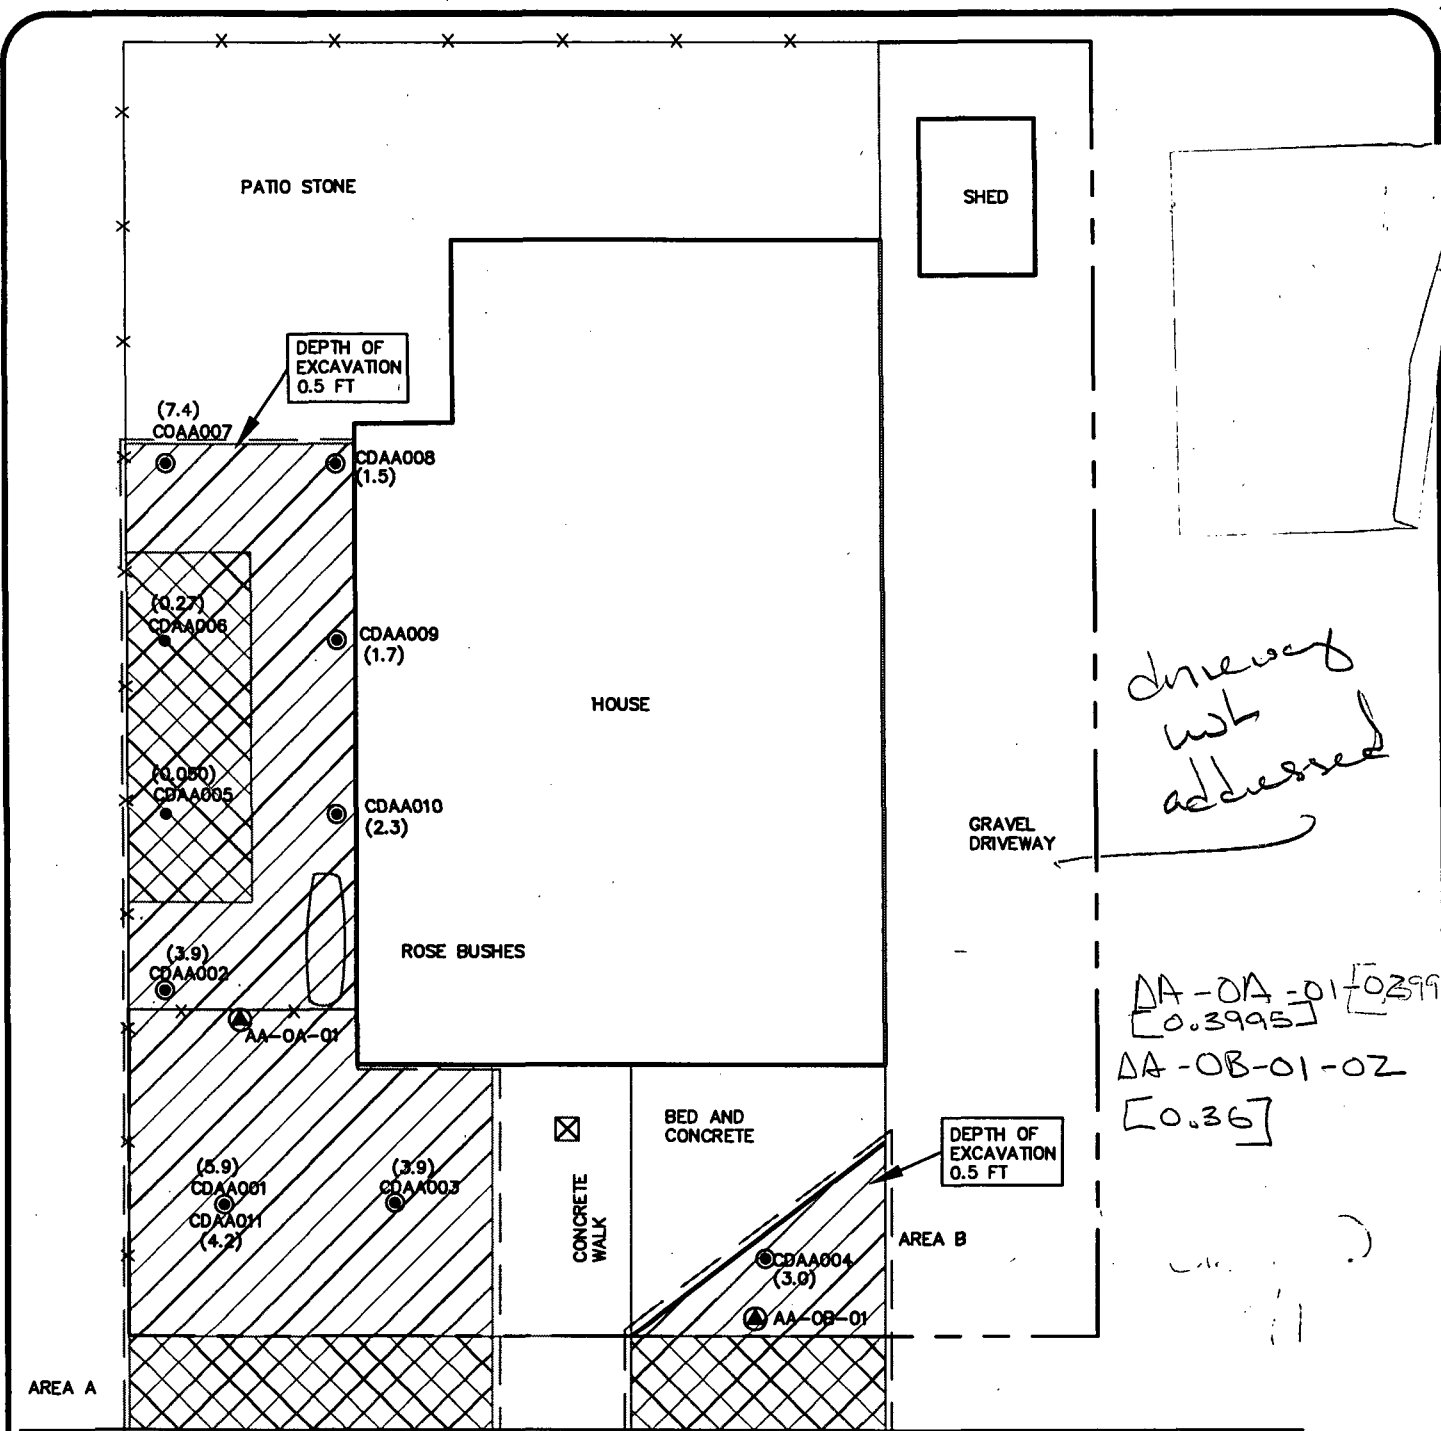 PATIO STONE
SHED
DEPTH OF
EXCAVATION
0.5 FT
(7.4)
COAA007
CDAA008
(1.5)
(0.27)
CDAA006
CDAA009
(1.7)
HOUSE
driveway
not
addressed
(0.050)
CDAA005
CDAA010
(2.3)
GRAVEL
DRIVEWAY
(3.9)
CDAA002
ROSE BUSHES
AA-0A-01
AA-0A-01
[0.3995]
AA-0B-01-02
[0.36]
BED AND
CONCRETE
DEPTH OF
EXCAVATION
0.5 FT
(5.9)
CDAA001
CDAA011
(4.2)
(3.9)
CDAA003
CONCRETE
WALK
CDAA004
(3.0)
AREA B
AA-0B-01
AREA A